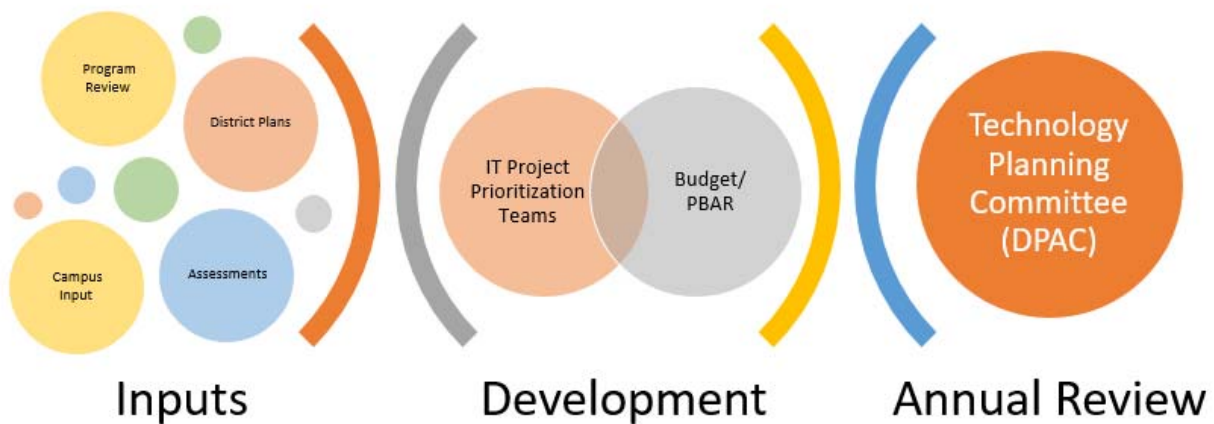 Program
Review
District Plans
Campus
Input
Assessments
IT Project
Prioritization
Teams
Budget/
PBAR
Technology
Planning
Committee
(DPAC)
Inputs
Development
Annual Review